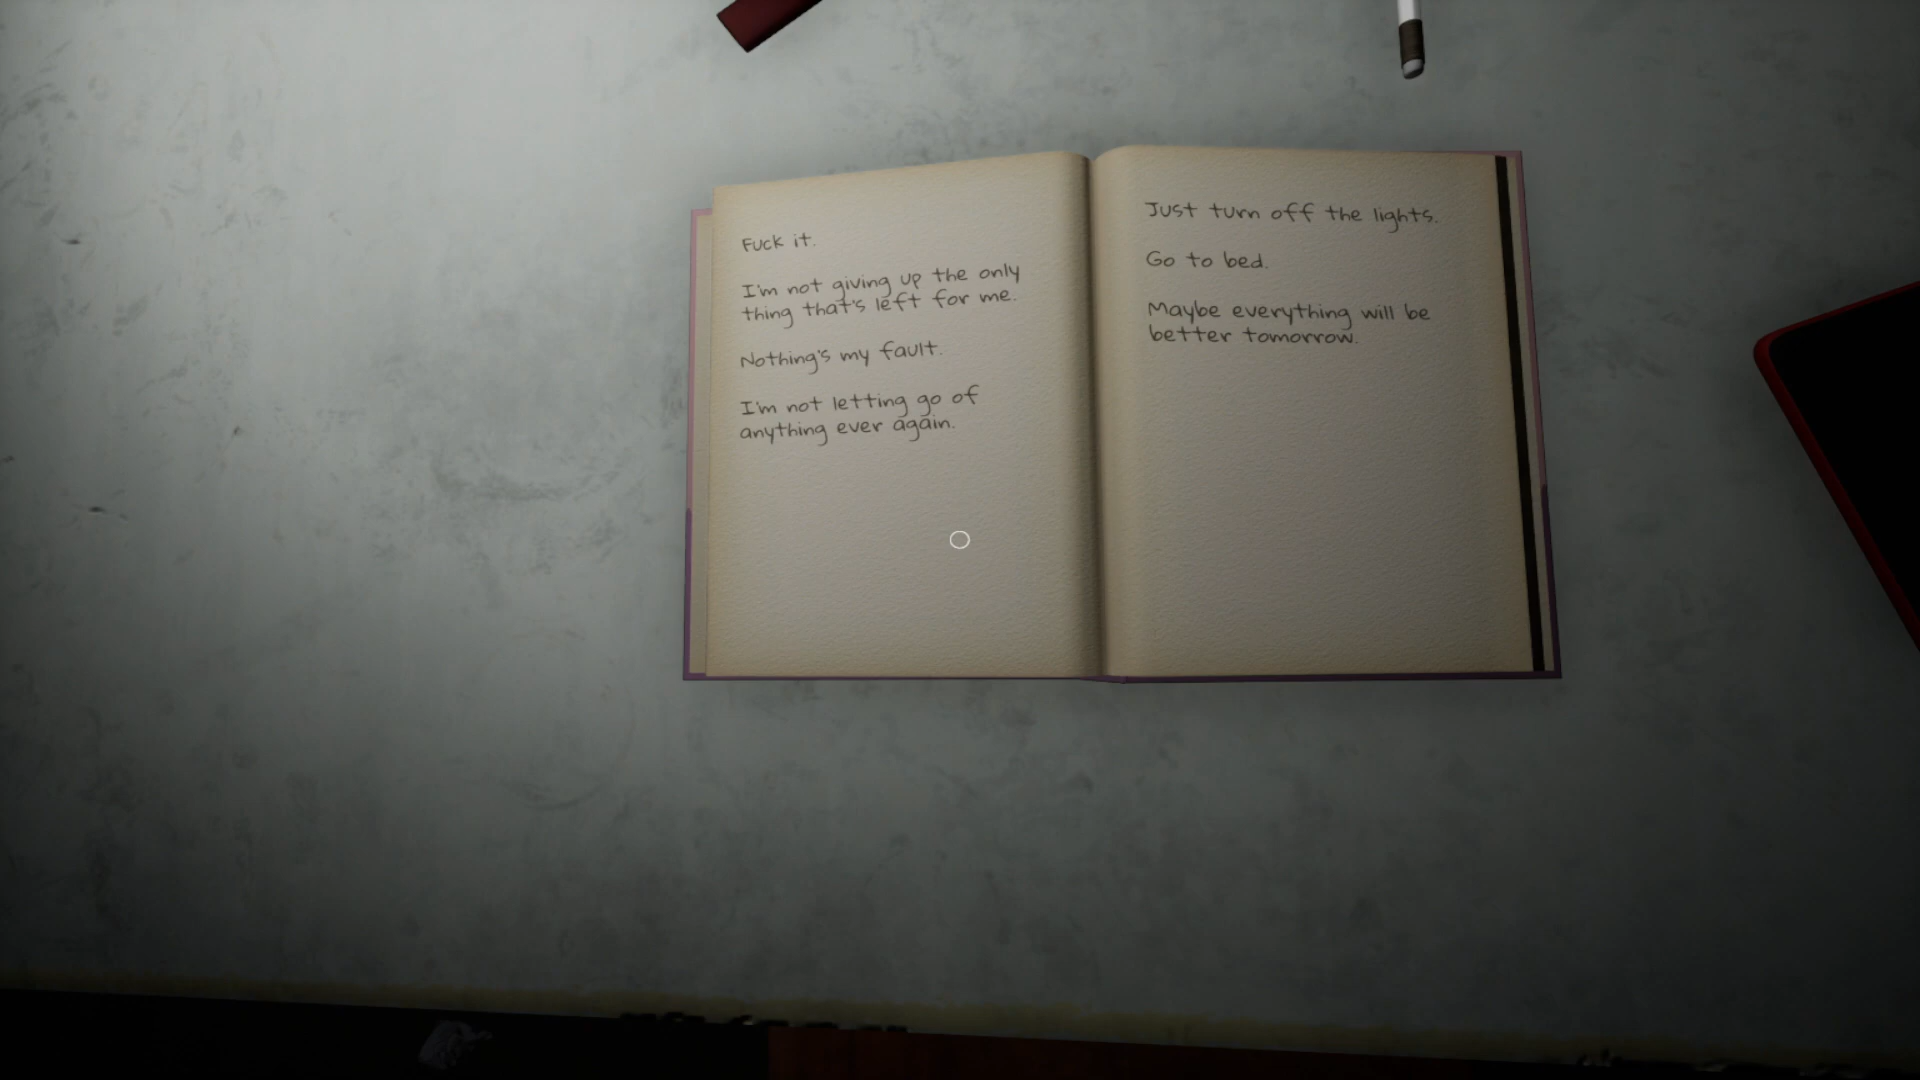 Fuck it.
I'm not giving up the only
thing that's left for me.
Nothing's my fault.
I'm not letting go of
anything ever again.
Just turn off the lights.
Go to bed.
Maybe everything will be
better tomorrow.